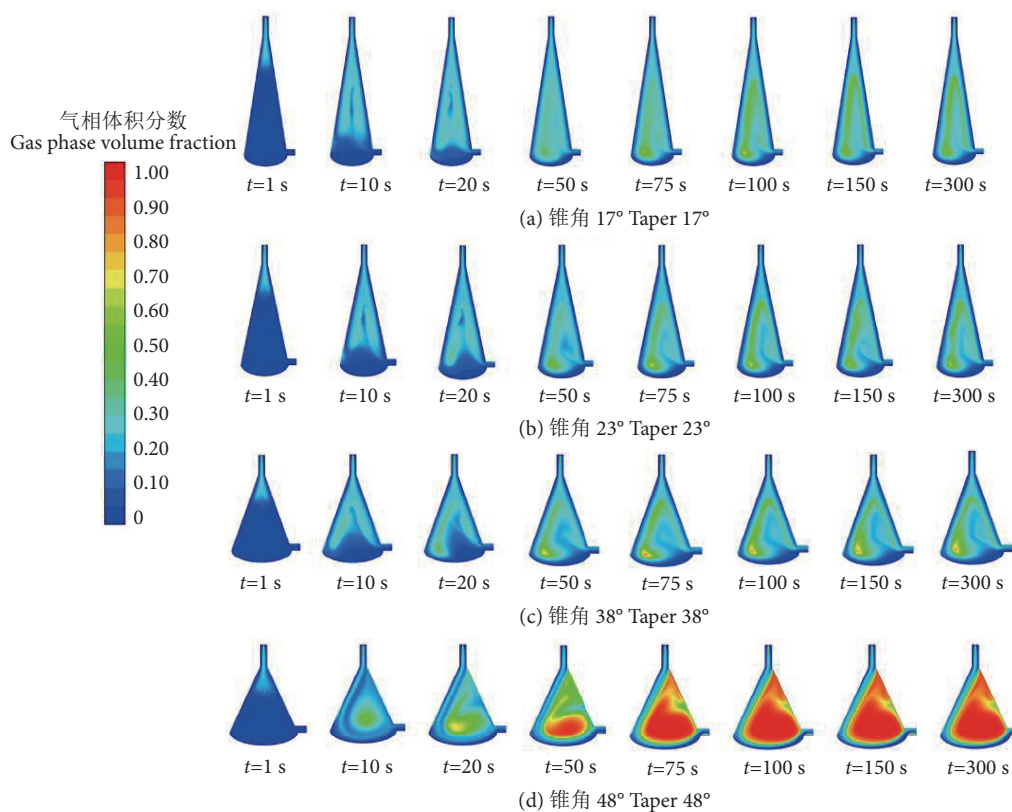 气相体积分数
Gas phase volume fraction
1.00
0.90
0.80
0.70
0.60
0.50
0.40
0.30
0.20
0.10
0
t=1 s t=10 s t=20 s t=50 s t=75 s t=100 s t=150 s t=300 s
(a) 锥角 17° Taper 17°
t=1 s t=10 s t=20 s t=50 s t=75 s t=100 s t=150 s t=300 s
(b) 锥角 23° Taper 23°
t=1 s t=10 s t=20 s t=50 s t=75 s t=100 s t=150 s t=300 s
(c) 锥角 38° Taper 38°
t=1 s t=10 s t=20 s t=50 s t=75 s t=100 s t=150 s t=300 s
(d) 锥角 48° Taper 48°